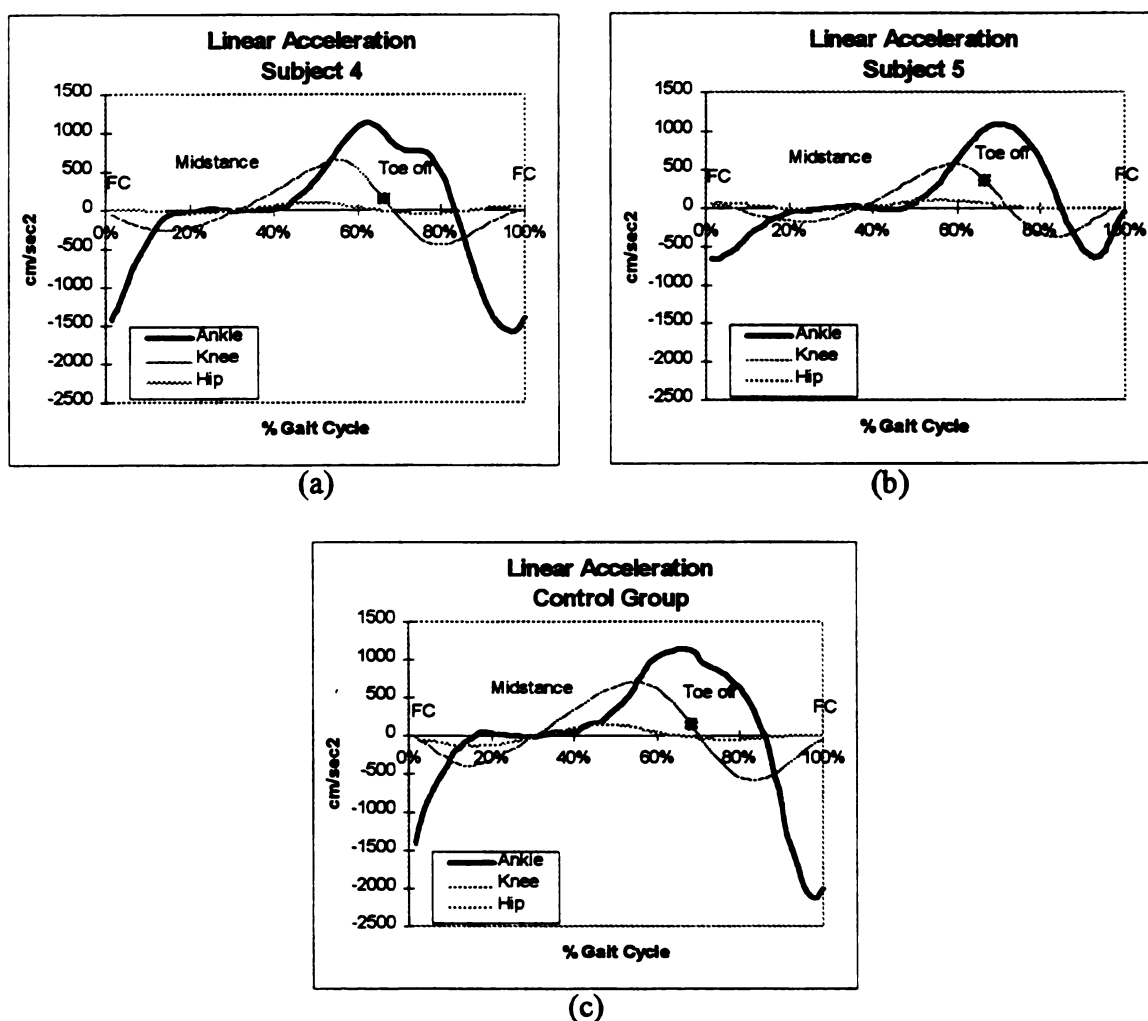 Linear Acceleration
Subject 4
1500
1000
500
0
-500
-1000
-1500
-2000
-2500
cm/sec2
FC
Midstance
Toe off
FC
0%
20%
40%
60%
80%
100%
Ankle
Knee
Hip
% Gait Cycle
(a)
Linear Acceleration
Subject 5
1500
1000
500
0
-500
-1000
-1500
-2000
-2500
cm/sec2
FC
Midstance
Toe off
FC
0%
20%
40%
60%
80%
100%
Ankle
Knee
Hip
% Gait Cycle
(b)
Linear Acceleration
Control Group
1500
1000
500
0
-500
-1000
-1500
-2000
-2500
cm/sec2
FC
Midstance
Toe off
FC
0%
20%
40%
60%
80%
100%
Ankle
Knee
Hip
% Gait Cycle
(c)